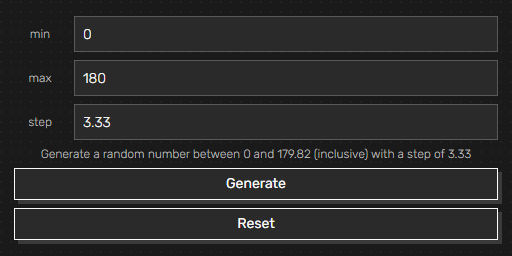 min 0
max 180
step 3.33
Generate a random number between 0 and 179.82 (inclusive) with a step of 3.33
Generate
Reset